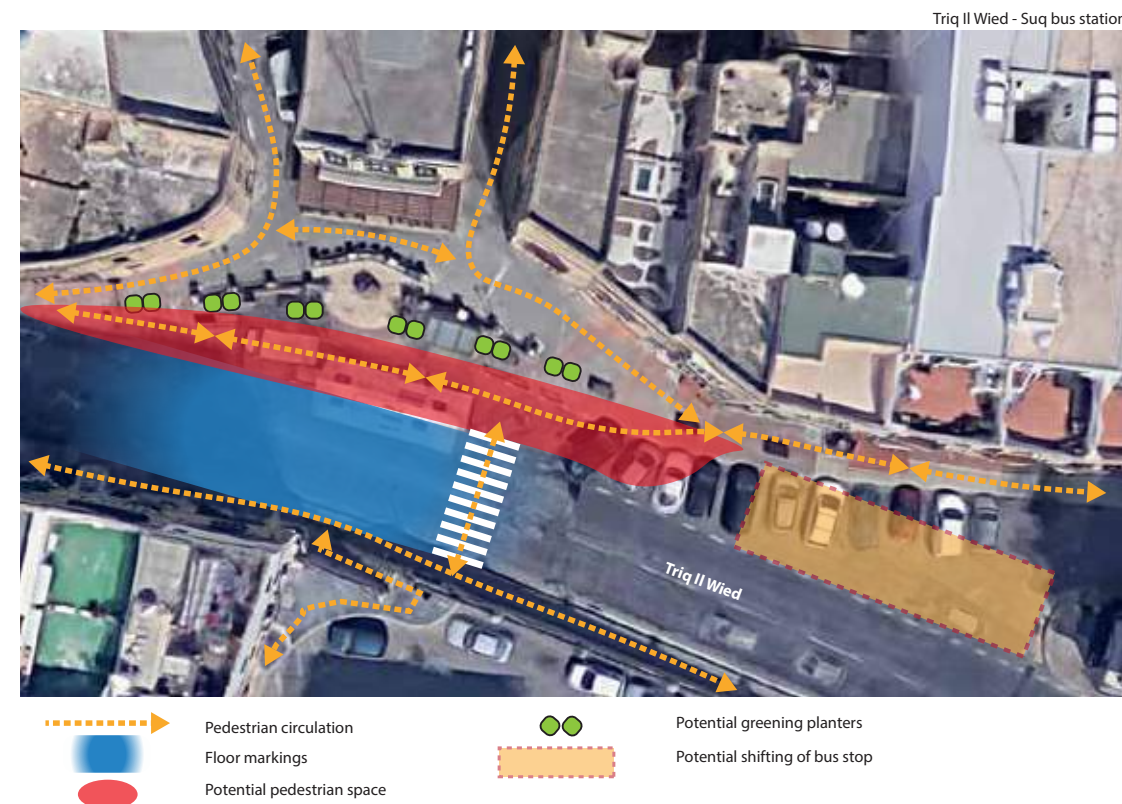 Triq Il Wied - Suq bus station
Triq Il Wied
Pedestrian circulation
Floor markings
Potential pedestrian space
Potential greening planters
Potential shifting of bus stop